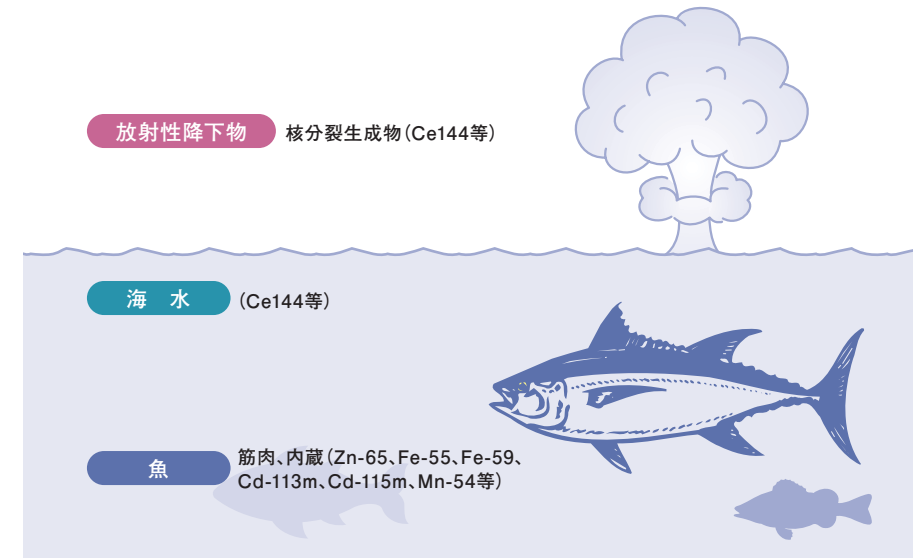 放射性降下物 核分裂生成物(Ce144等)
海 水 (Ce144等)
魚 筋肉、内蔵(Zn-65、Fe-55、Fe-59、
Cd-113m、Cd-115m、Mn-54等)